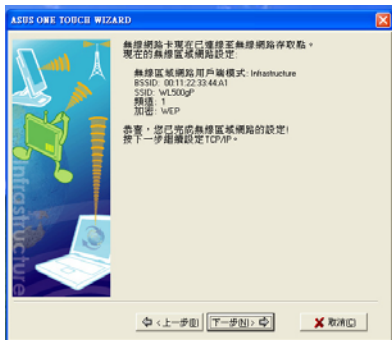 ASUS ONE TOUCH WIZARD
無線網路卡現在已連線至無線網路存取點。
現在的無線區域網路設定:
無線區域網路用戶端模式: Infrastructure
BSSID: 00:11:22:33:44:A1
SSID: WL500gP
頻道: 1
加密: WEP
恭喜，您已完成無線區域網路的設定!
按下一步繼續設定TCP/IP。
Infrastructure
< 上一步(B)
下一步(N) >
取消(C)